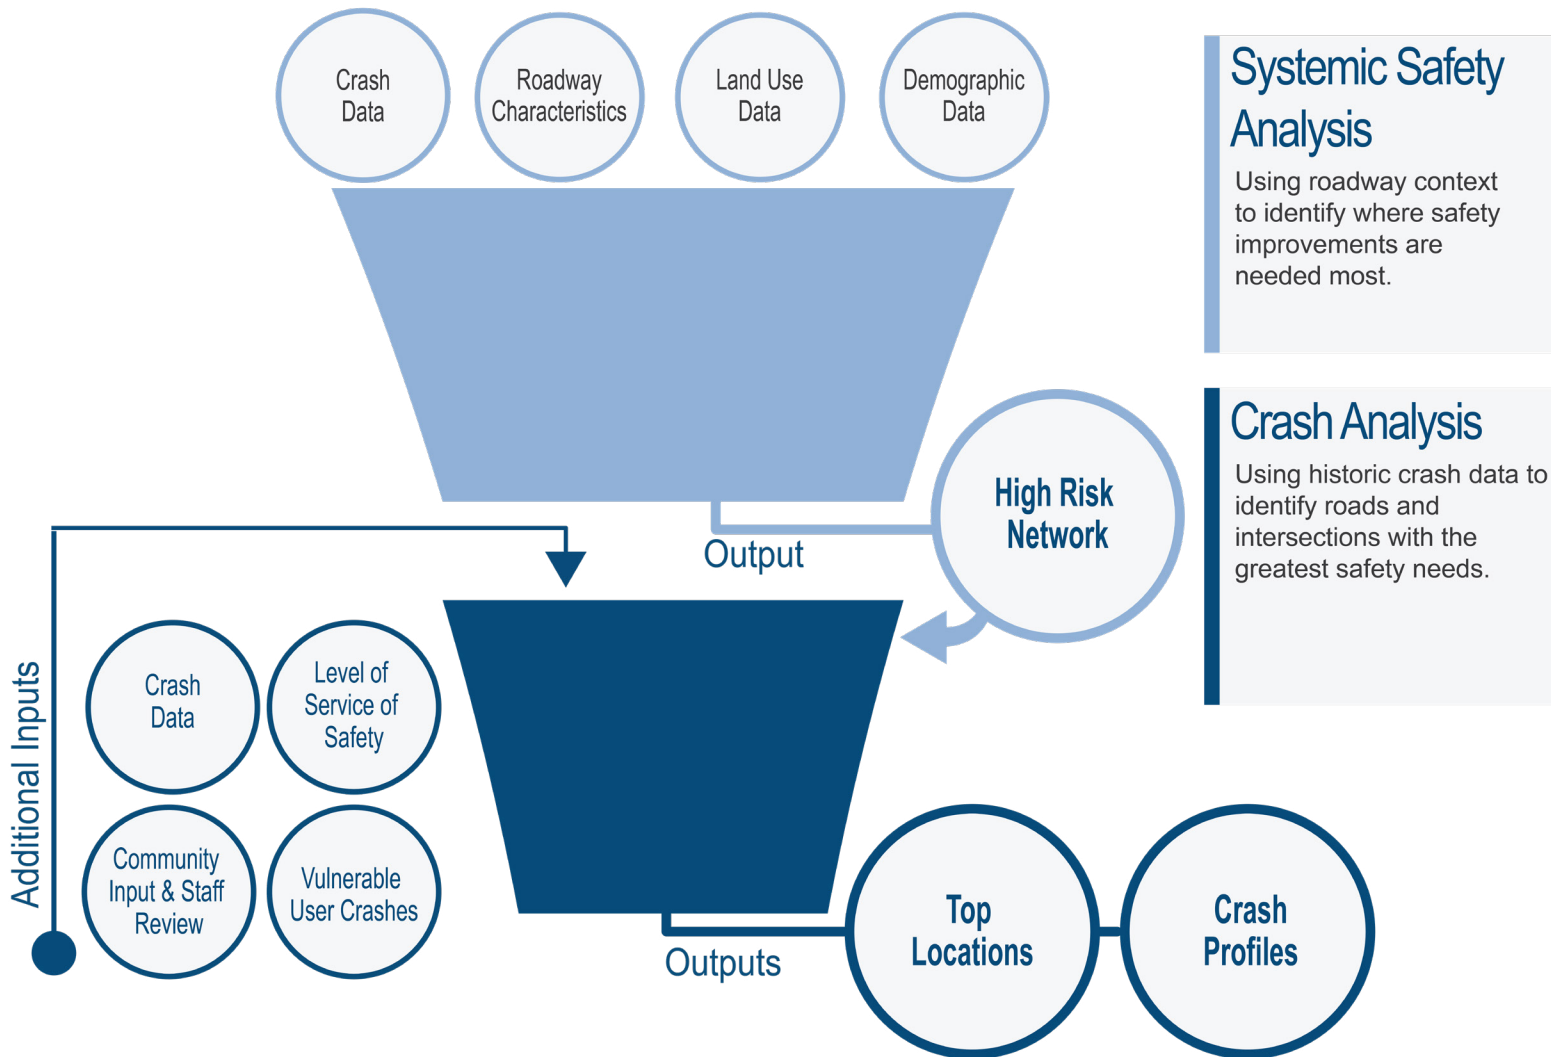 Crash
Data
Roadway
Characteristics
Land Use
Data
Demographic
Data
Systemic Safety
Analysis
Using roadway context
to identify where safety
improvements are
needed most.
High Risk
Network
Output
Crash Analysis
Using historic crash data to
identify roads and
intersections with the
greatest safety needs.
Additional Inputs
Crash
Data
Level of
Service of
Safety
Community
Input & Staff
Review
Vulnerable
User Crashes
Outputs
Top
Locations
Crash
Profiles